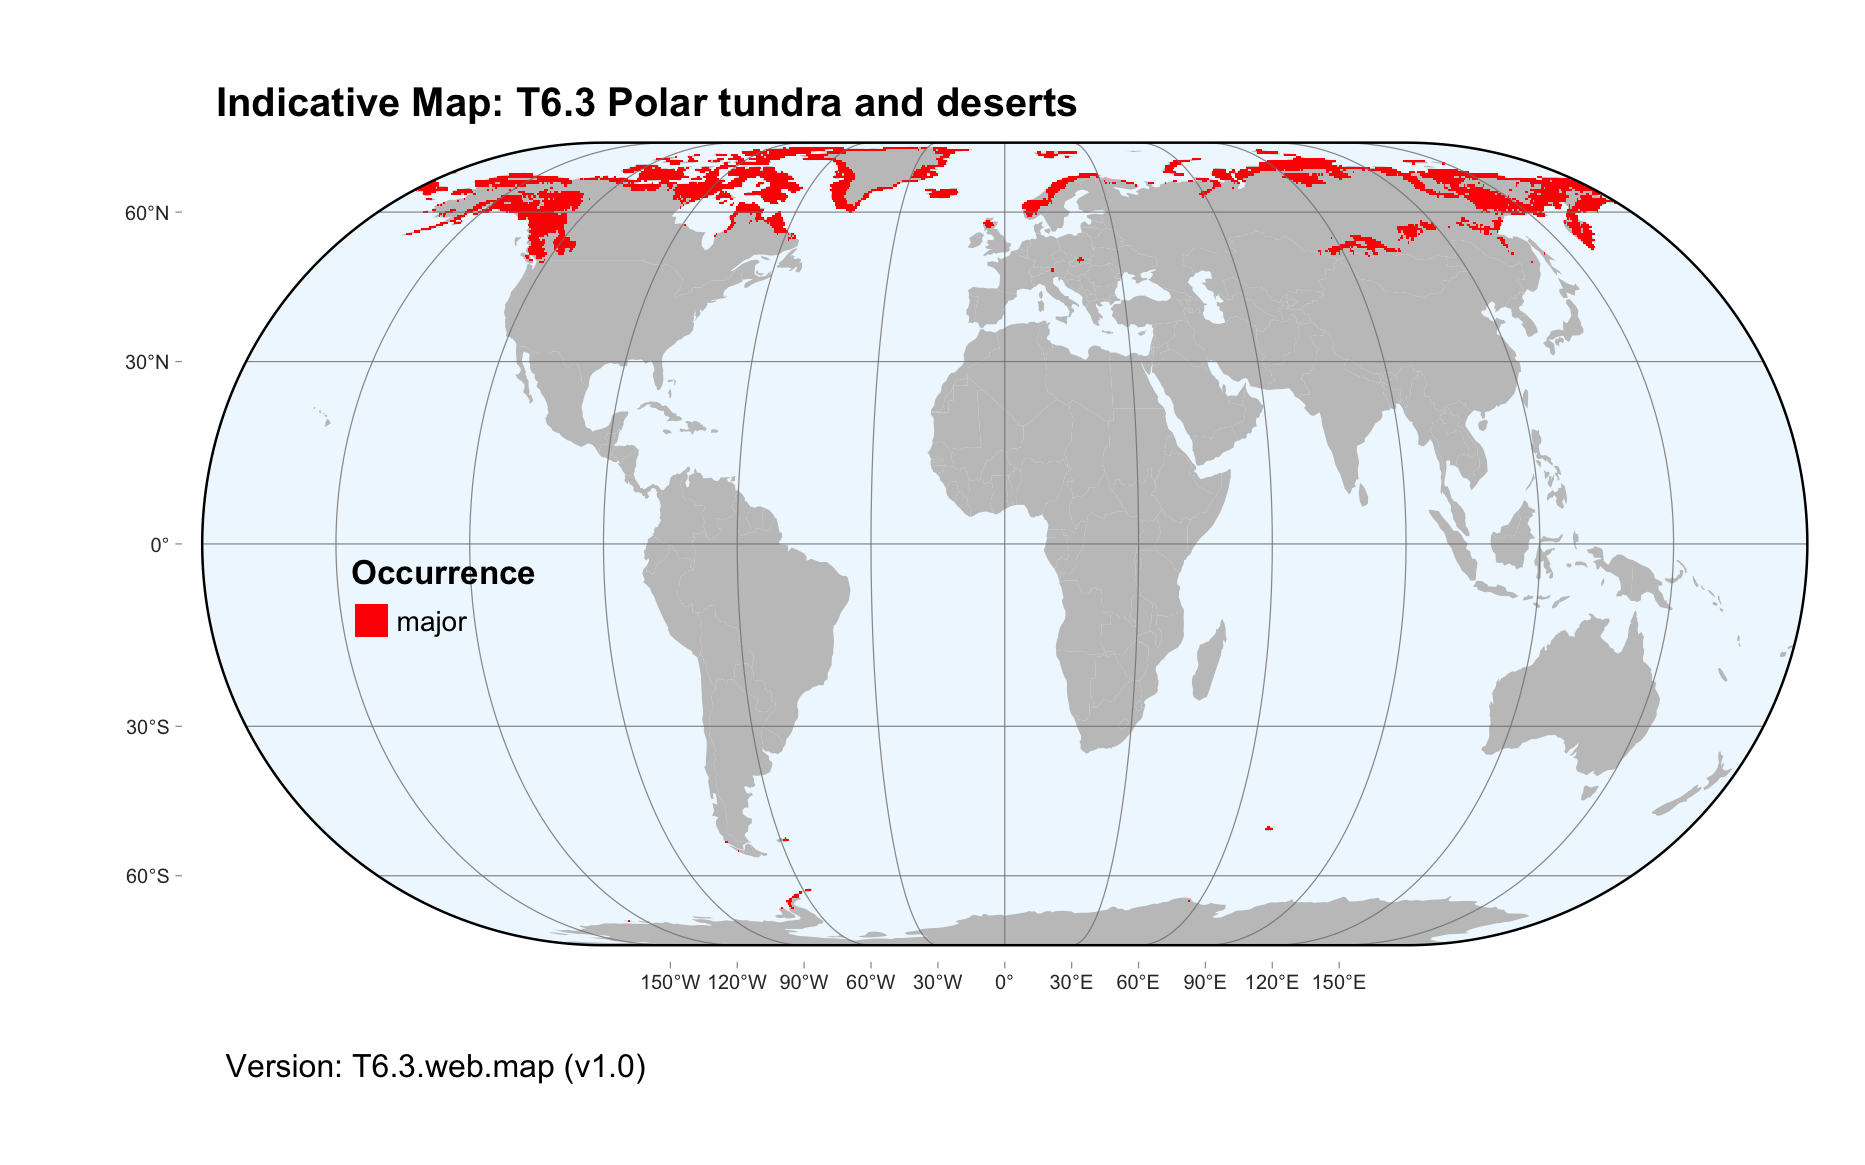 Indicative Map: T6.3 Polar tundra and deserts
60°N
30°N
0°
Occurrence
major
30°S
60°S
150°W 120°W 90°W 60°W 30°W 0° 30°E 60°E 90°E 120°E 150°E
Version: T6.3.web.map (v1.0)